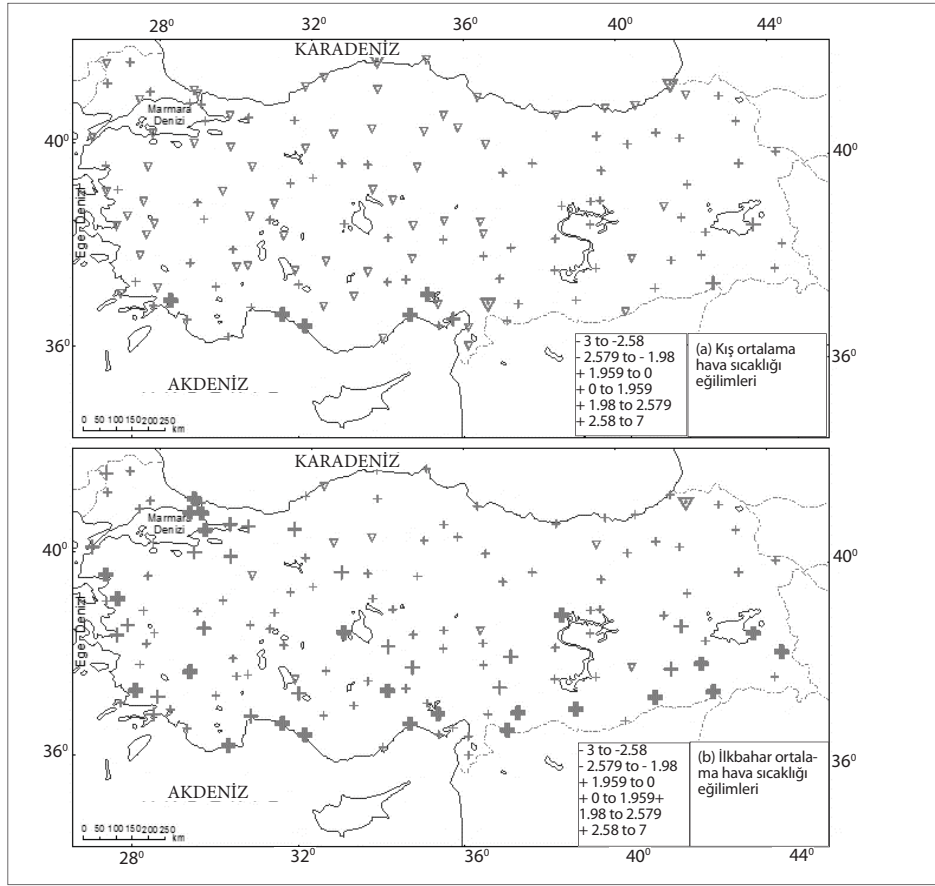 28⁰ 32⁰ 36⁰ 40⁰ 44⁰
KARADENİZ
Marmara
Denizi
40⁰ 40⁰
Ege Denizi
36⁰ 36⁰
- 3 to -2.58
- 2.579 to - 1.98
+ 1.959 to 0
+ 0 to 1.959
+ 1.98 to 2.579
+ 2.58 to 7
(a) Kış ortalama
hava sıcaklığı
eğilimleri
AKDENİZ
0 50 100 150 200 250
km
KARADENİZ
Marmara
Denizi
40⁰ 40⁰
Ege Denizi
36⁰ 36⁰
- 3 to -2.58
- 2.579 to - 1.98
+ 1.959 to 0
+ 0 to 1.959+
1.98 to 2.579
+ 2.58 to 7
(b) İlkbahar ortala-
ma hava sıcaklığı
eğilimleri
AKDENİZ
0 50 100 150 200 250
km
28⁰ 32⁰ 36⁰ 40⁰ 44⁰